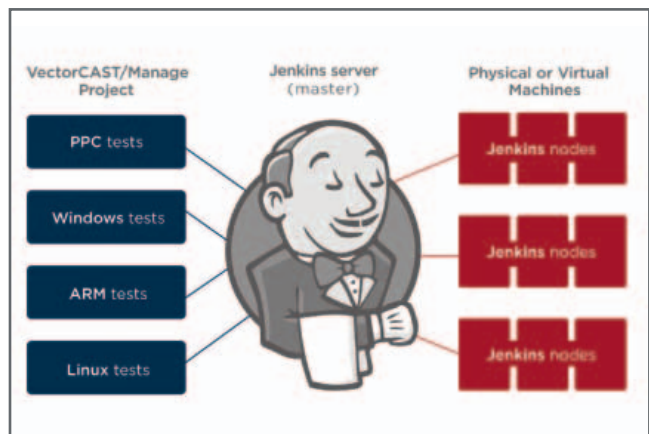 VectorCAST/Manage
Project
Jenkins server
(master)
Physical or Virtual
Machines
PPC tests
Windows tests
ARM tests
Linux tests
Jenkins nodes
Jenkins nodes
Jenkins nodes